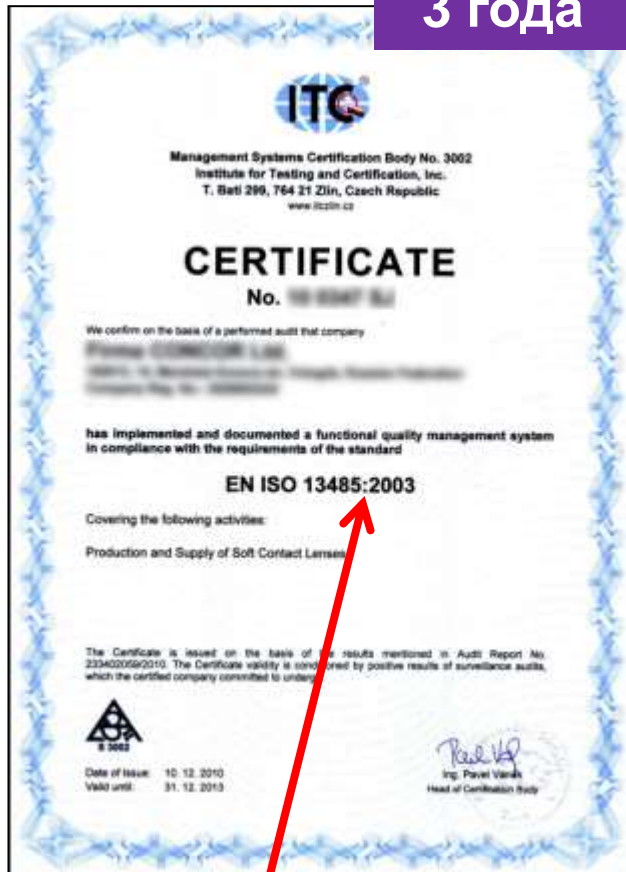 3 года
ITC
Management Systems Certification Body No. 3002
Institute for Testing and Certification, Inc.
T. Bati 299, 764 21 Zlin, Czech Republic
www.itczlin.cz
CERTIFICATE
No.
We confirm on the basis of a performed audit that company
has implemented and documented a functional quality management system
in compliance with the requirements of the standard
EN ISO 13485:2003
Covering the following activities:
Production and Supply of Soft Contact Lenses
The Certificate is issued on the basis of the results mentioned in Audit Report No.
233402059/2010. The Certificate validity is conditioned by positive results of surveillance audits,
which the certified company committed to undergo
S 3002
Date of Issue: 10. 12. 2010
Valid until: 31. 12. 2013
Ing. Pavel Vaněk
Head of Certification Body